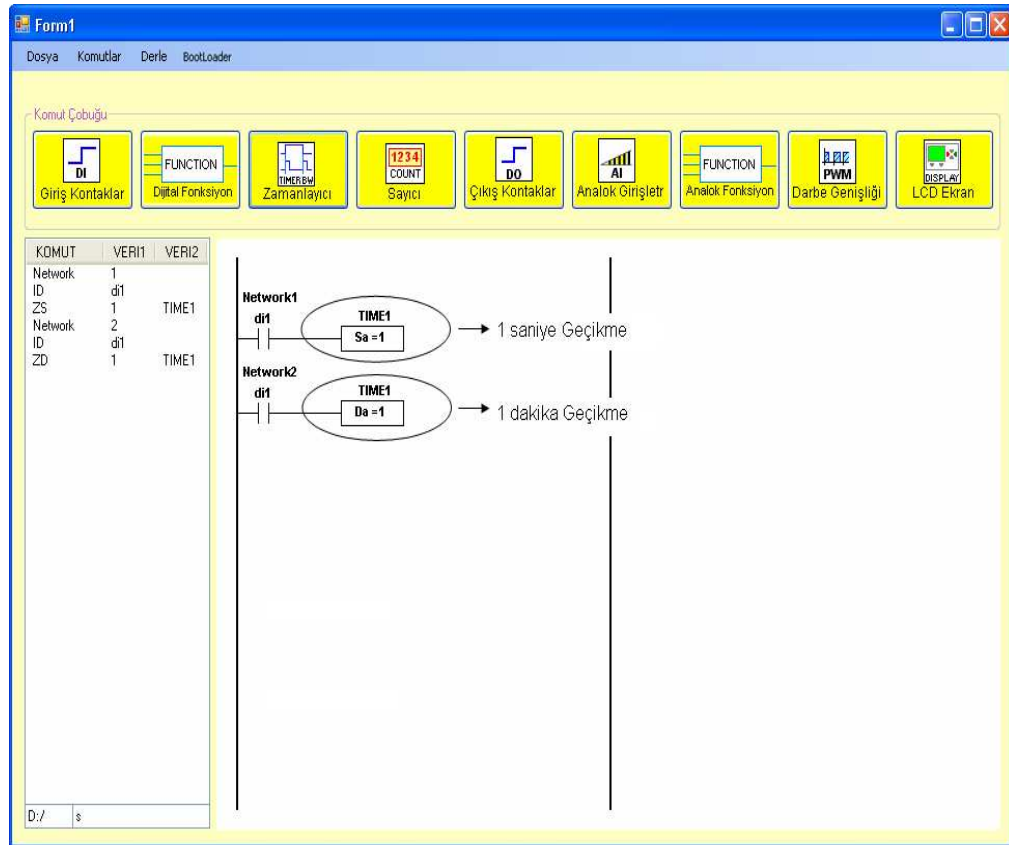 Form1
Dosya Komutlar Derle BootLoader
Komut Çobuğu
DI
Giriş Kontaklar
FUNCTION
Dijital Fonksiyon
TIMER BW
Zamanlayıcı
1234
COUNT
Sayıcı
DO
Çıkış Kontaklar
AI
Analok Girişletr
FUNCTION
Analok Fonksiyon
PWM
Darbe Genişliği
DISPLAY
LCD Ekran
KOMUT VERI1 VERI2
Network 1
ID di1
ZS 1 TIME1
Network 2
ID di1
ZD 1 TIME1
Network1
di1
TIME1
Sa =1
1 saniye Geçikme
Network2
di1
TIME1
Da =1
1 dakika Geçikme
D:/ s